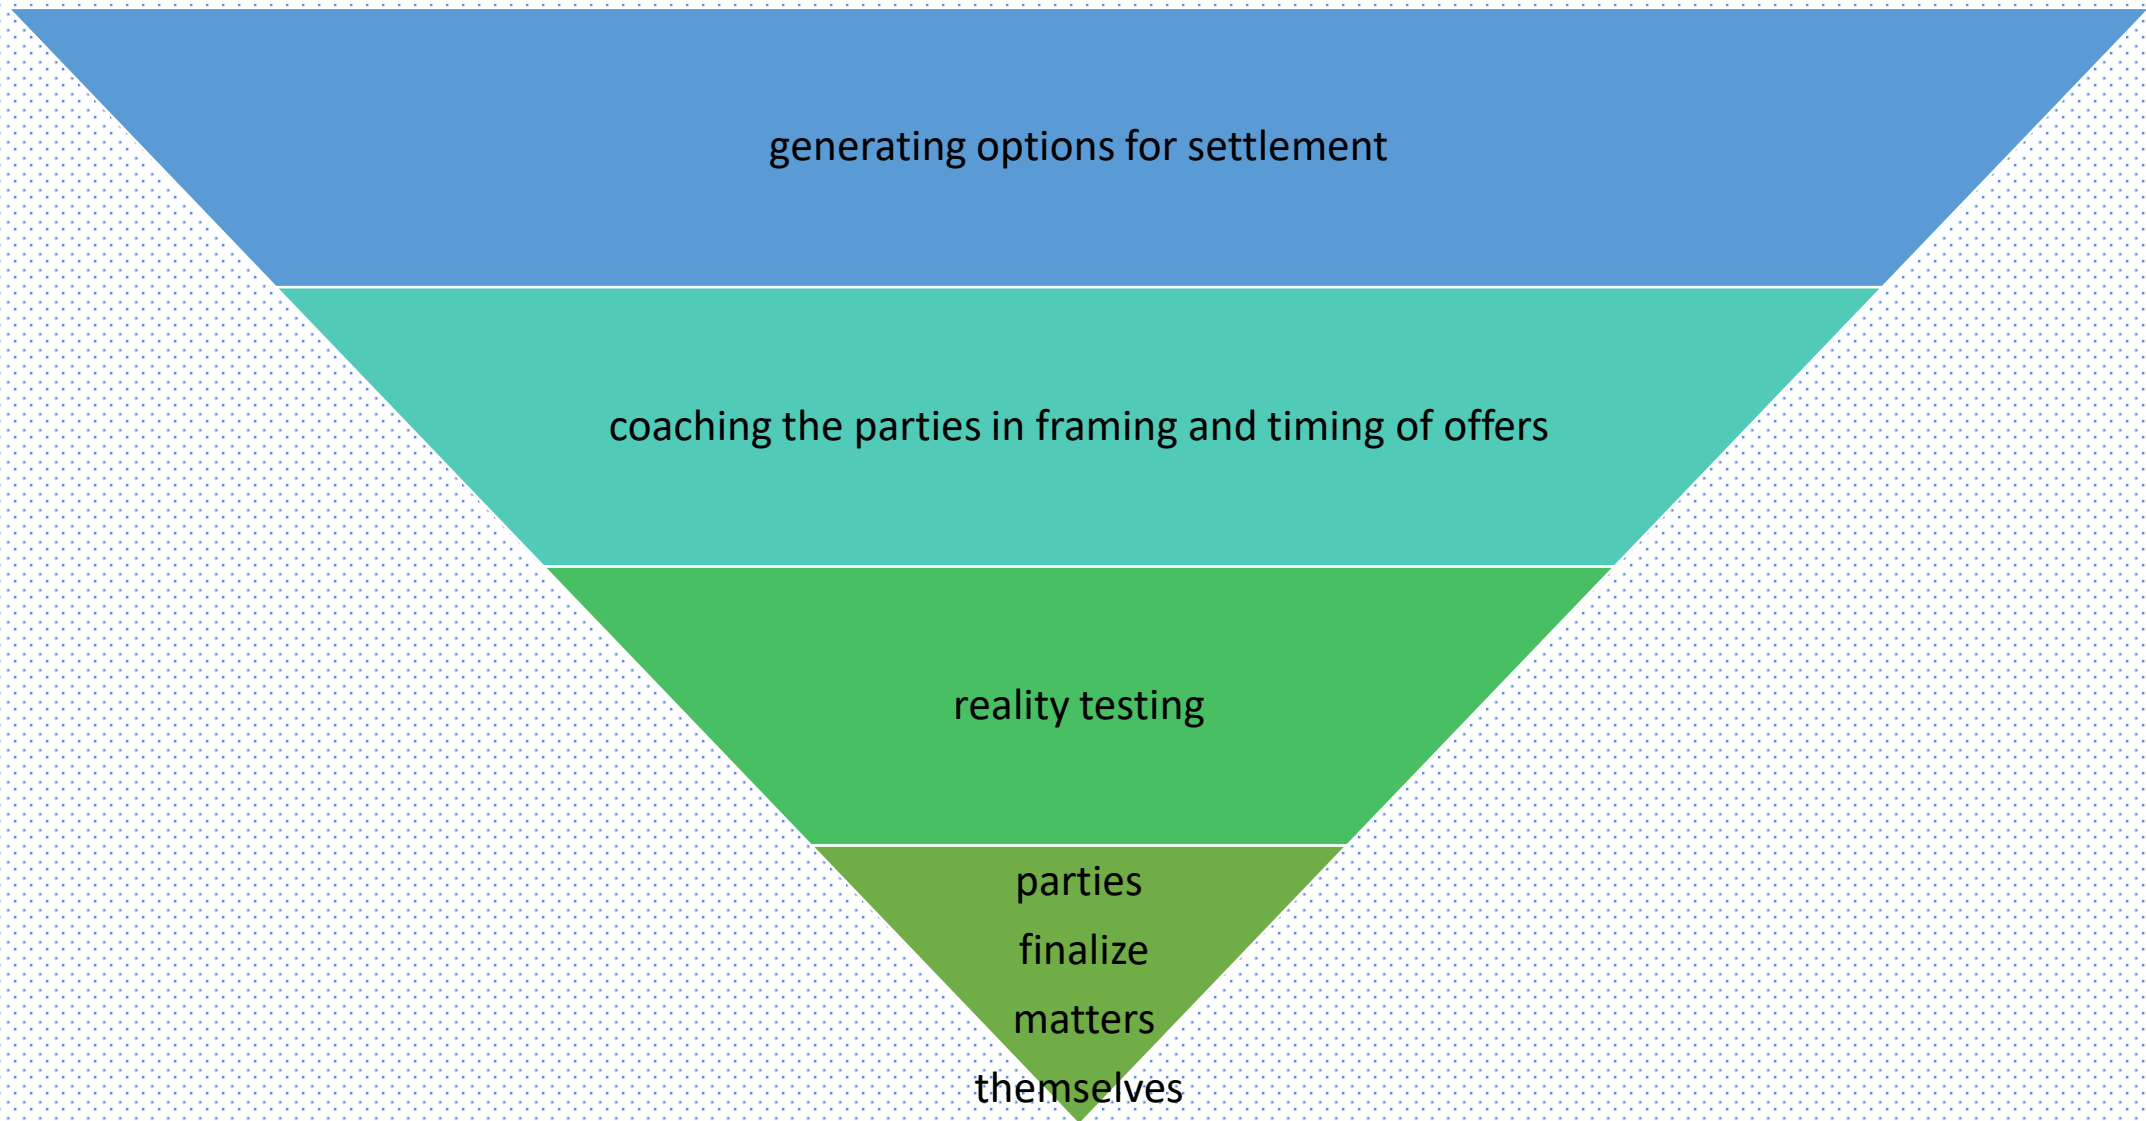 generating options for settlement
coaching the parties in framing and timing of offers
reality testing
parties
finalize
matters
themselves